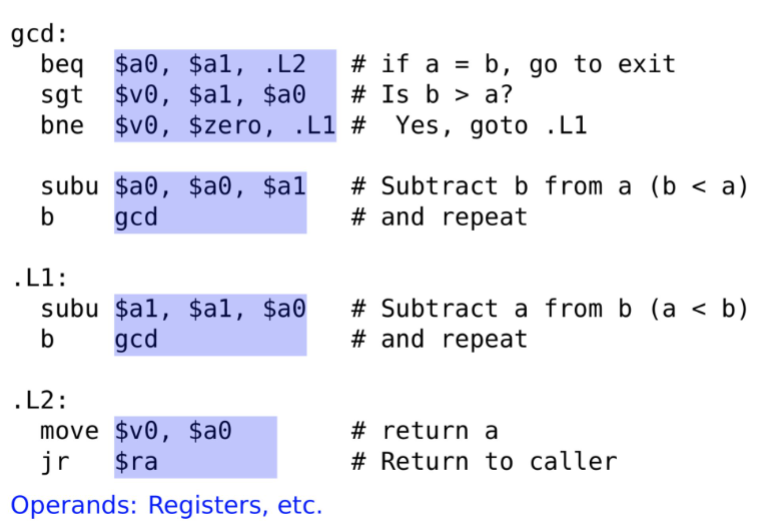 gcd:
beq $a0, $a1, .L2 # if a = b, go to exit
sgt $v0, $a1, $a0 # Is b > a?
bne $v0, $zero, .L1 # Yes, goto .L1
subu $a0, $a0, $a1 # Subtract b from a (b < a)
b gcd # and repeat
.L1:
subu $a1, $a1, $a0 # Subtract a from b (a < b)
b gcd # and repeat
.L2:
move $v0, $a0 # return a
jr $ra # Return to caller
Operands: Registers, etc.